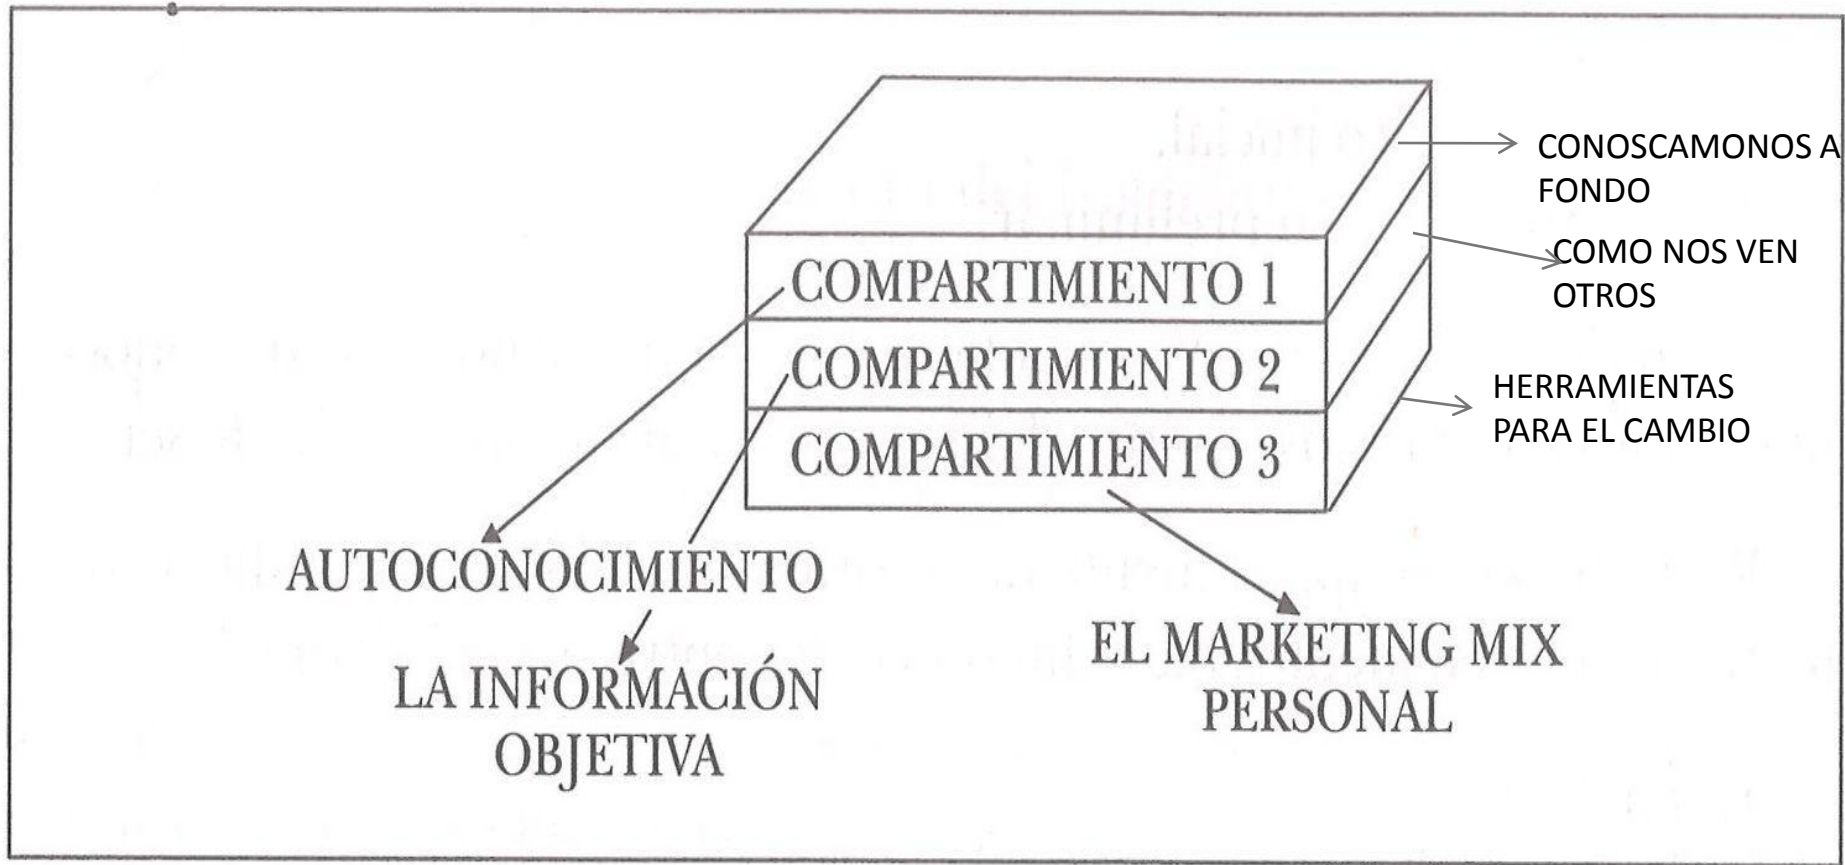 CONOSCAMONOS A
FONDO
COMO NOS VEN
OTROS
HERRAMIENTAS
PARA EL CAMBIO
COMPARTIMIENTO 1
COMPARTIMIENTO 2
COMPARTIMIENTO 3
AUTOCONOCIMIENTO
LA INFORMACIÓN
OBJETIVA
EL MARKETING MIX
PERSONAL